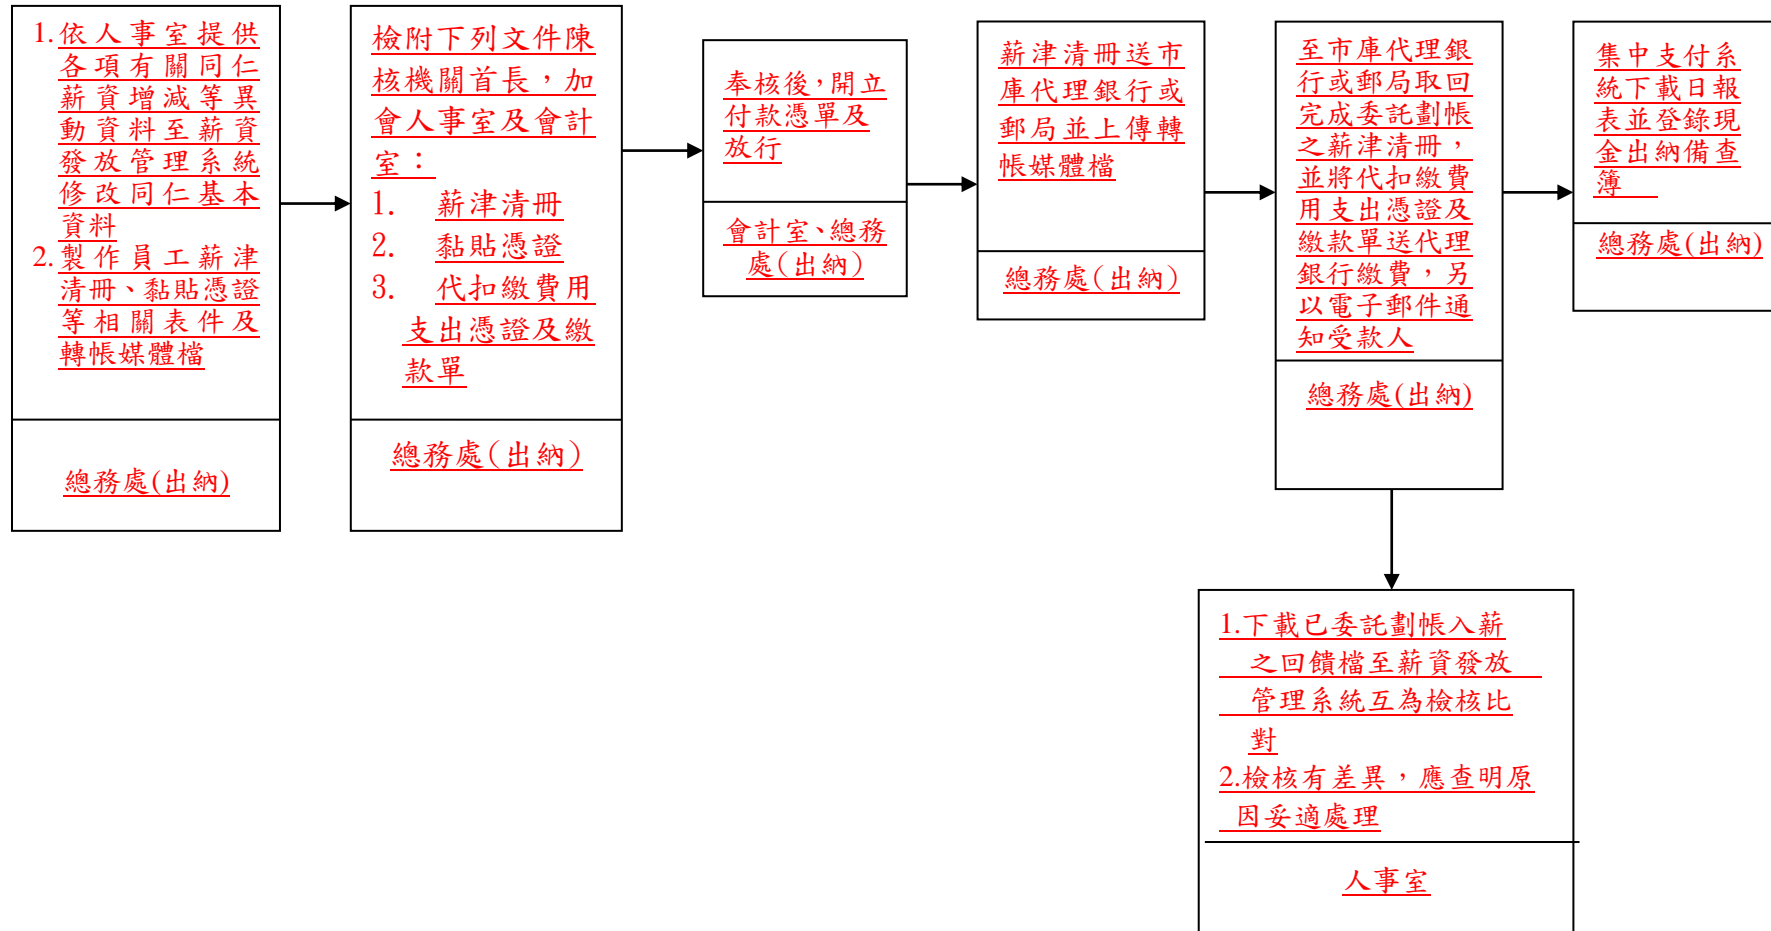 1.依人事室提供
各項有關同仁
薪資增減等異
動資料至薪資
發放管理系統
修改同仁基本
資料
2.製作員工薪津
清冊、黏貼憑證
等相關表件及
轉帳媒體檔
總務處(出納)
檢附下列文件陳
核機關首長，加
會人事室及會計
室：
1. 薪津清冊
2. 黏貼憑證
3. 代扣繳費用
支出憑證及繳
款單
總務處(出納)
奉核後，開立
付款憑單及
放行
會計室、總務
處(出納)
薪津清冊送市
庫代理銀行或
郵局並上傳轉
帳媒體檔
總務處(出納)
至市庫代理銀
行或郵局取回
完成委託劃帳
之薪津清冊，
並將代扣繳費
用支出憑證及
繳款單送代理
銀行繳費，另
以電子郵件通
知受款人
總務處(出納)
集中支付系
統下載日報
表並登錄現
金出納備查
簿
總務處(出納)
1.下載已委託劃帳入薪
之回饋檔至薪資發放
管理系統互為檢核比
對
2.檢核有差異，應查明原
因妥適處理
人事室